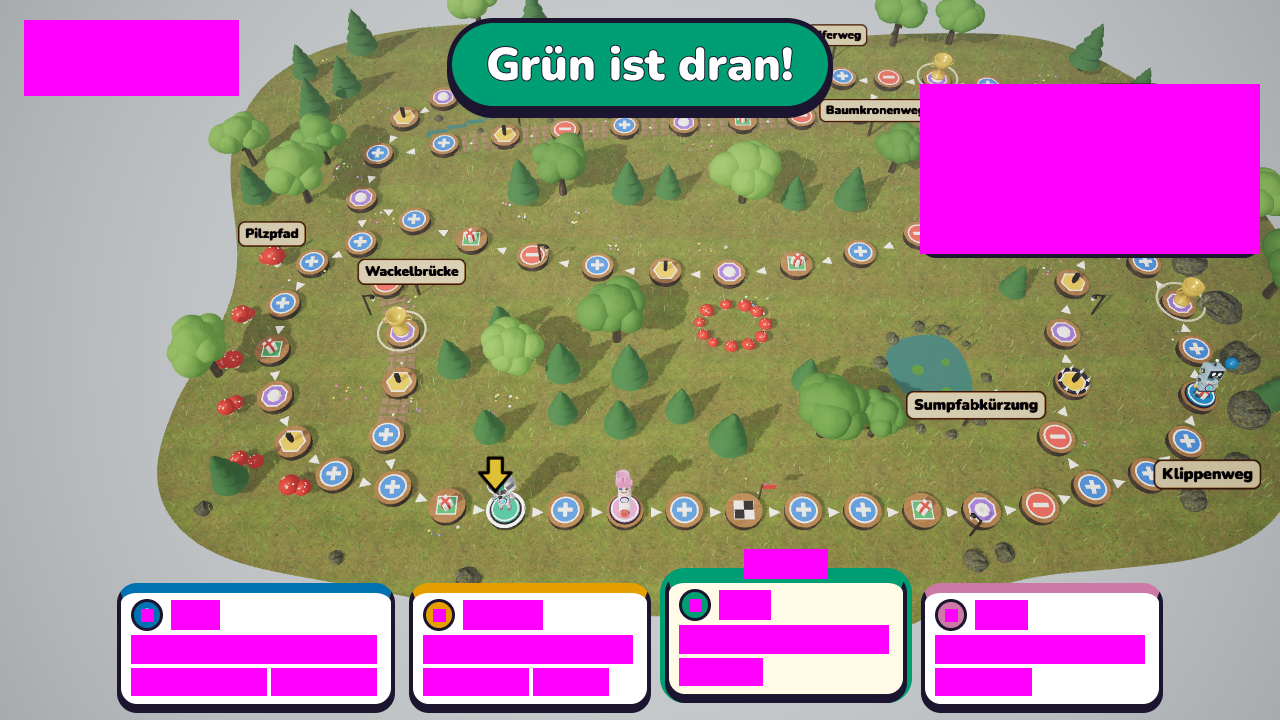 Grün ist dran!
Baumkronenweg
Pilzpfad
Wackelbrücke
Sumpfabkürzung
Klippenweg